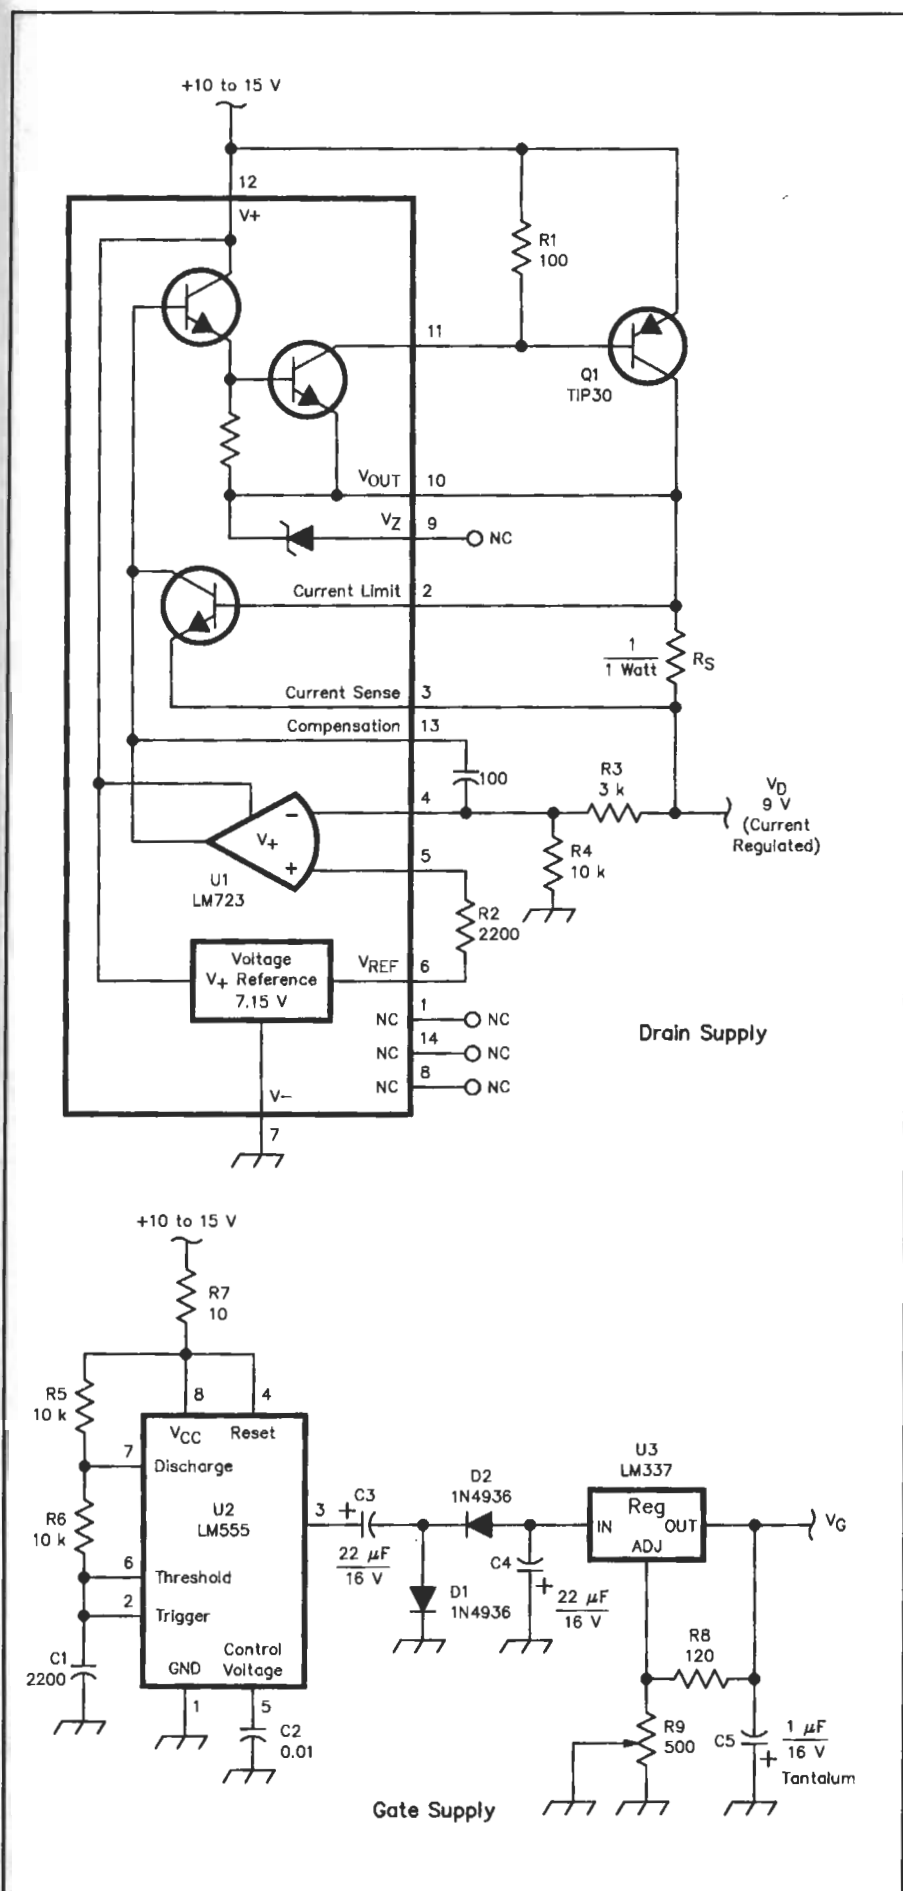 +10 to 15 V
12
V+
R1
100
11
Q1
TIP30
VOUT
10
VZ
9
NC
Current Limit
2
1
1 Watt
RS
Current Sense
3
Compensation
13
100
R3
3 k
VD
9 V
(Current
Regulated)
4
−
V+
+
R4
10 k
5
U1
LM723
R2
2200
Voltage
V+ Reference
7.15 V
VREF
6
NC
1
NC
NC
14
NC
NC
8
NC
Drain Supply
V−
7
+10 to 15 V
R7
10
R5
10 k
8
4
VCC
Reset
7
Discharge
U2
LM555
R6
10 k
3
+
C3
22 µF
16 V
D2
1N4936
U3
LM337
Reg
IN
OUT
ADJ
VG
6
Threshold
2
Trigger
D1
1N4936
C4
+
22 µF
16 V
C1
2200
GND
Control
Voltage
R8
120
1
5
C2
0.01
R9
500
C5
+
1 µF
16 V
Tantalum
Gate Supply